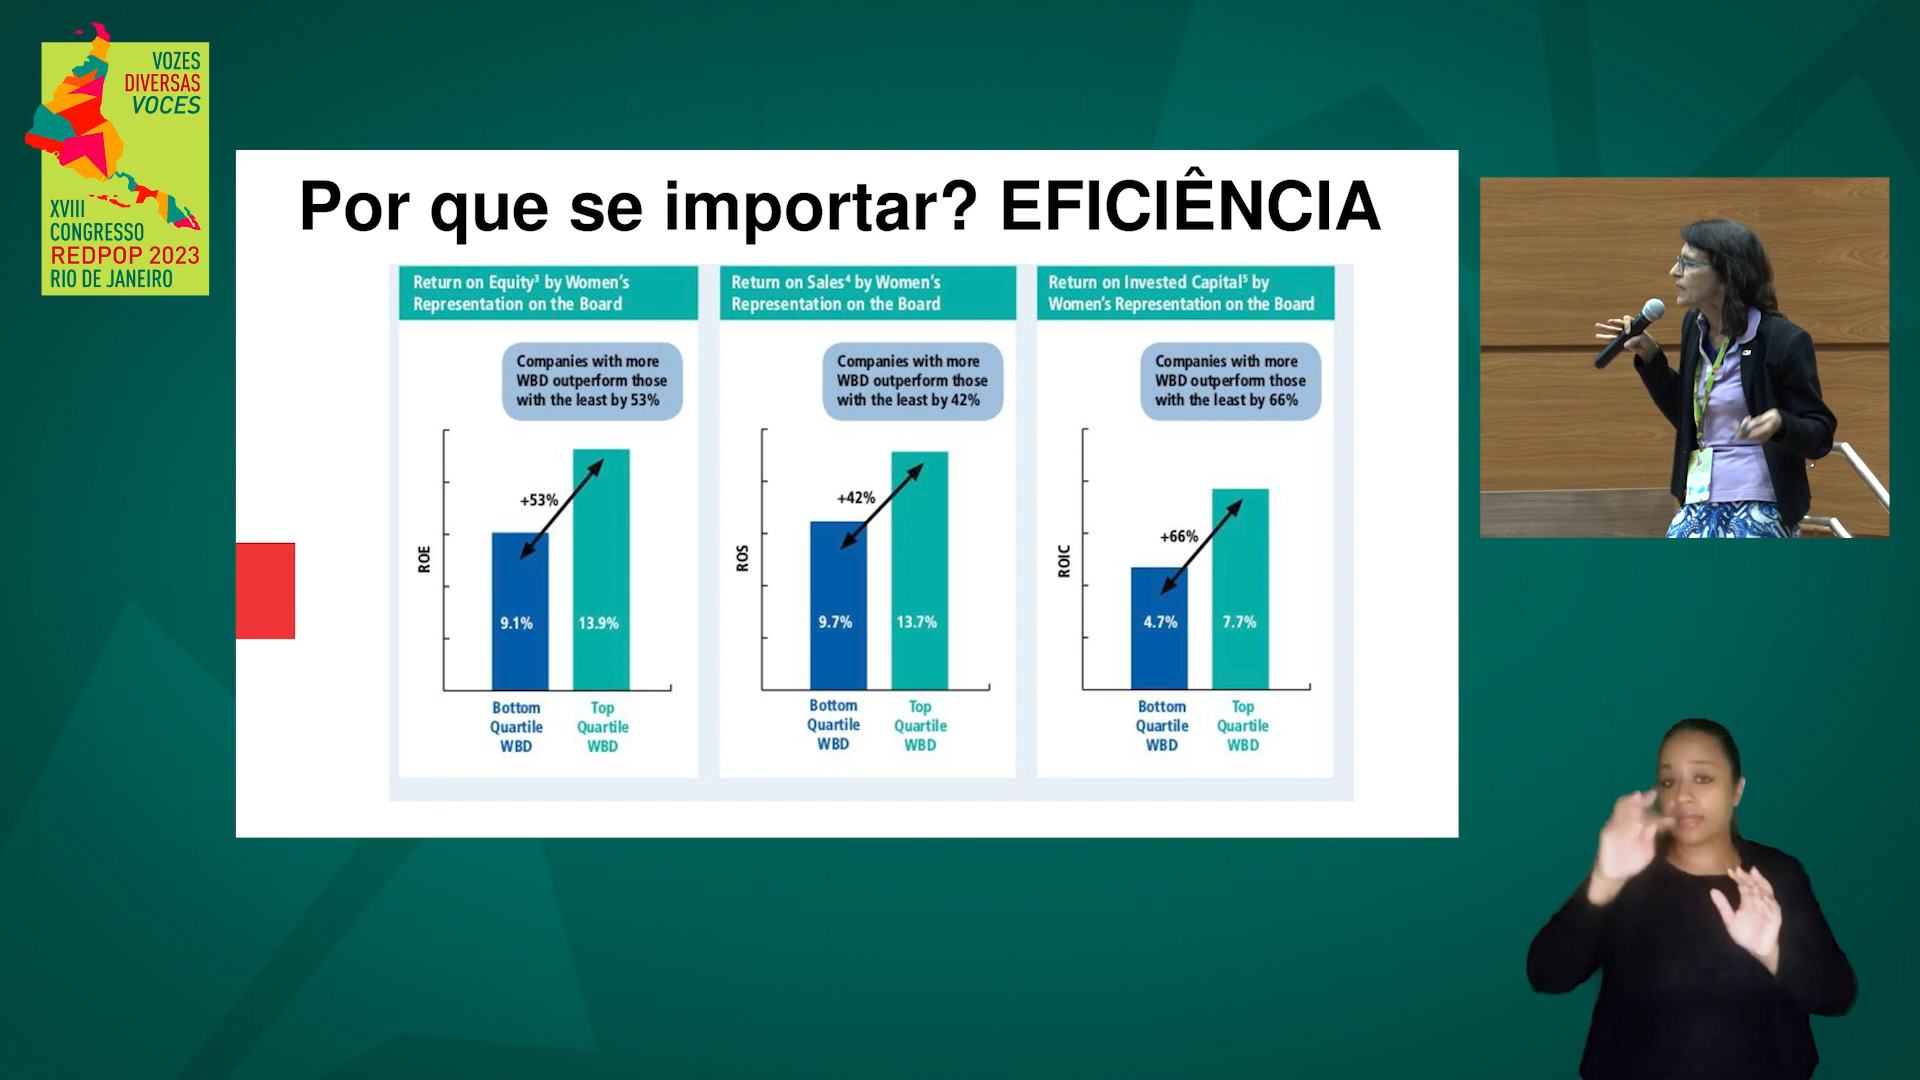 VOZES
DIVERSAS
VOCES
XVIII
CONGRESSO
REDPOP 2023
RIO DE JANEIRO
Por que se importar? EFICIÊNCIA
Return on Equity³ by Women's
Representation on the Board
Companies with more
WBD outperform those
with the least by 53%
+53%
ROE
9.1%
13.9%
Bottom
Quartile
WBD
Top
Quartile
WBD
Return on Sales⁴ by Women's
Representation on the Board
Companies with more
WBD outperform those
with the least by 42%
+42%
ROS
9.7%
13.7%
Bottom
Quartile
WBD
Top
Quartile
WBD
Return on Invested Capital⁵ by
Women's Representation on the Board
Companies with more
WBD outperform those
with the least by 66%
+66%
ROIC
4.7%
7.7%
Bottom
Quartile
WBD
Top
Quartile
WBD